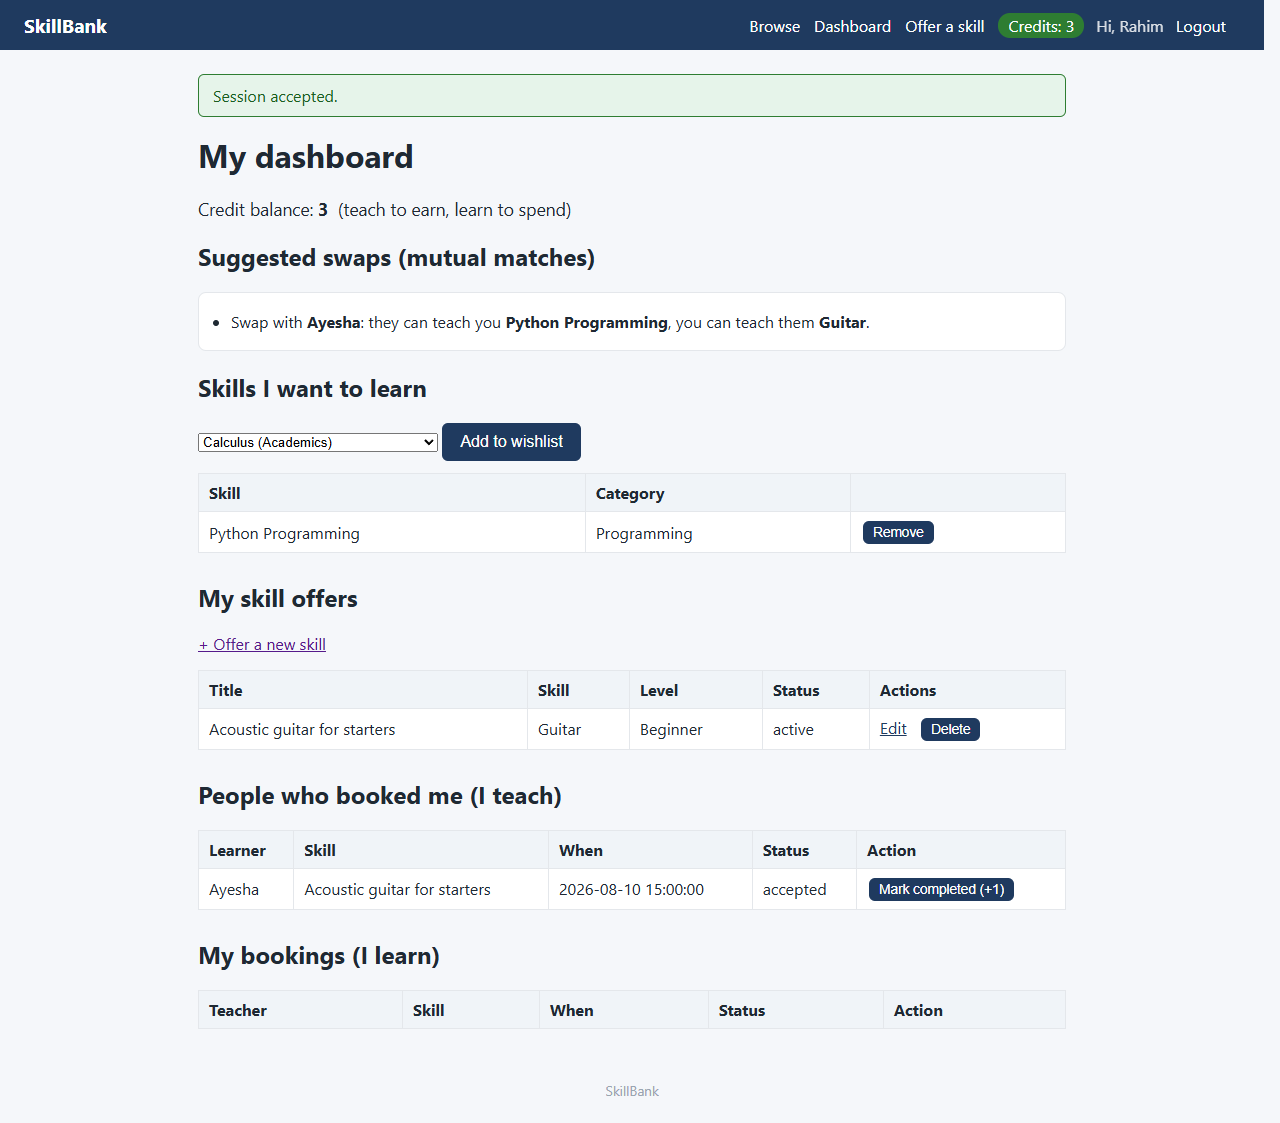 SkillBank Browse Dashboard Offer a skill Credits: 3 Hi, Rahim Logout
Session accepted.
My dashboard
Credit balance: 3 (teach to earn, learn to spend)
Suggested swaps (mutual matches)
• Swap with Ayesha: they can teach you Python Programming, you can teach them Guitar.
Skills I want to learn
Calculus (Academics) Add to wishlist
Skill Category
Python Programming Programming Remove
My skill offers
+ Offer a new skill
Title Skill Level Status Actions
Acoustic guitar for starters Guitar Beginner active Edit Delete
People who booked me (I teach)
Learner Skill When Status Action
Ayesha Acoustic guitar for starters 2026-08-10 15:00:00 accepted Mark completed (+1)
My bookings (I learn)
Teacher Skill When Status Action
SkillBank